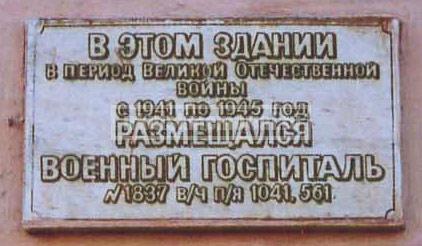 В ЭТОМ ЗДАНИИ
В ПЕРИОД ВЕЛИКОЙ ОТЕЧЕСТВЕННОЙ
ВОЙНЫ
С 1941 ПО 1945 ГОД
РАЗМЕЩАЛСЯ
ВОЕННЫЙ ГОСПИТАЛЬ
№1837 В/Ч П/Я 1041, 561